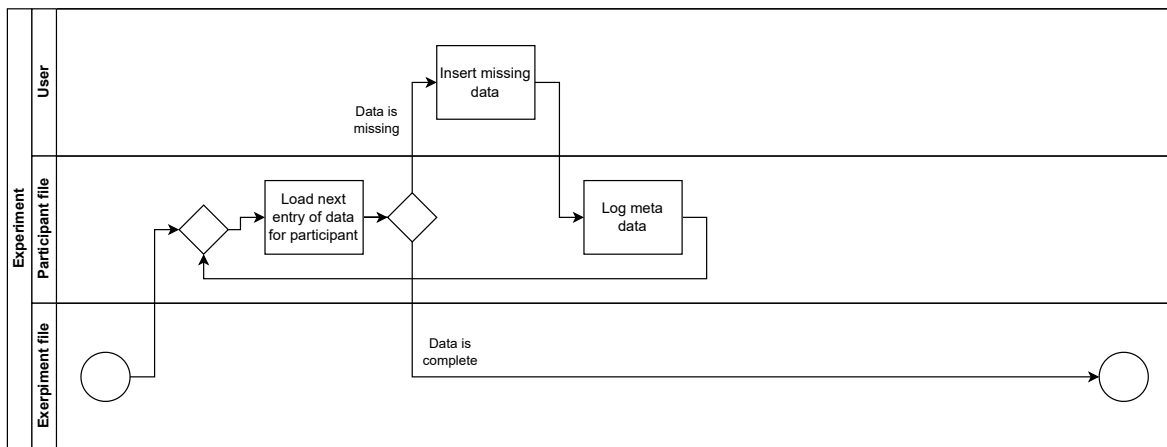 Experiment
User
Insert missing
data
Data is
missing
Participant file
Load next
entry of data
for participant
Log meta
data
Exerpiment file
Data is
complete